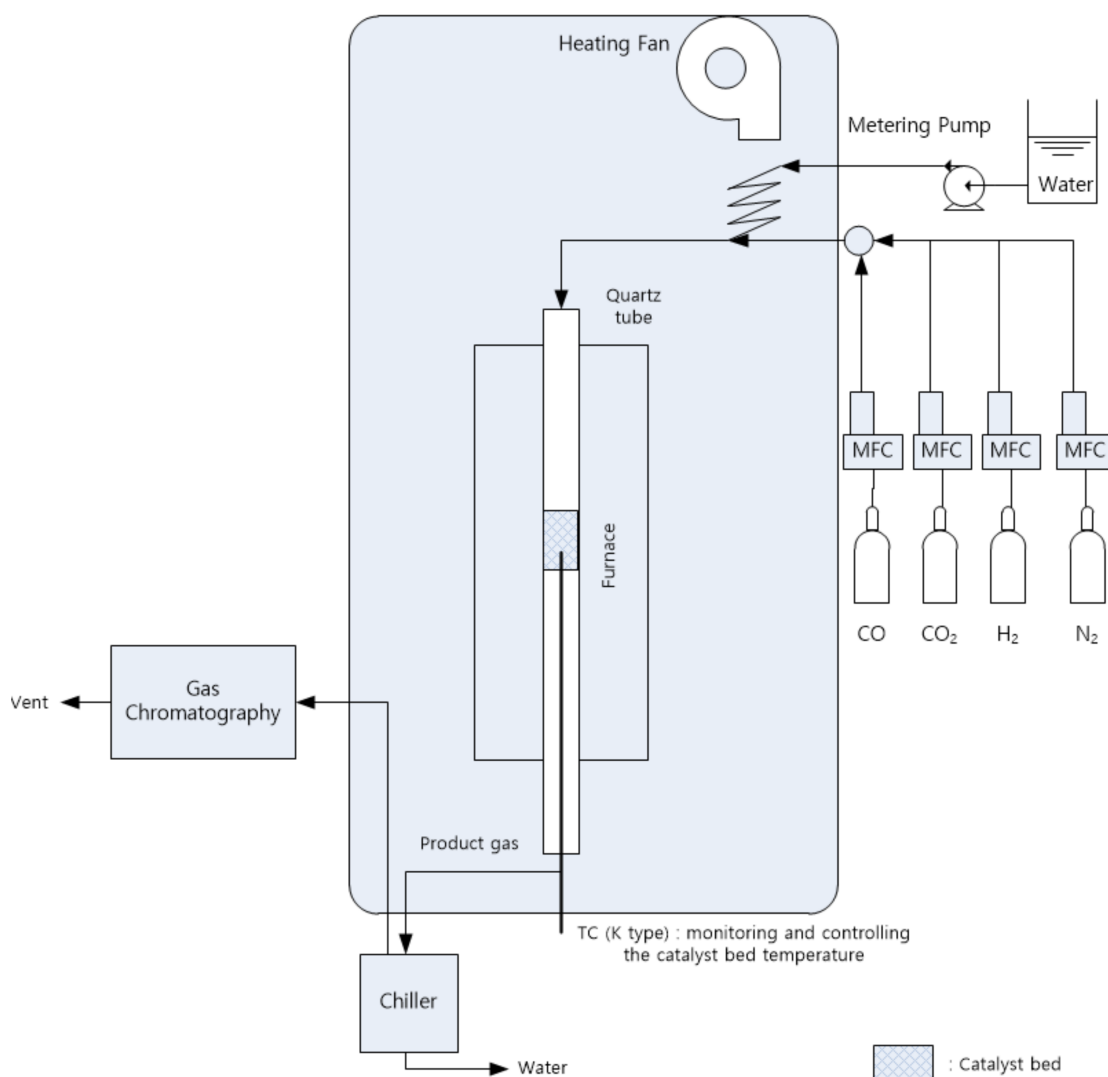 Heating Fan
Metering Pump
Water
Quartz
tube
MFC
MFC
MFC
MFC
Furnace
CO
CO₂
H₂
N₂
Gas
Chromatography
Vent
Product gas
TC (K type) : monitoring and controlling
the catalyst bed temperature
Chiller
Water
: Catalyst bed